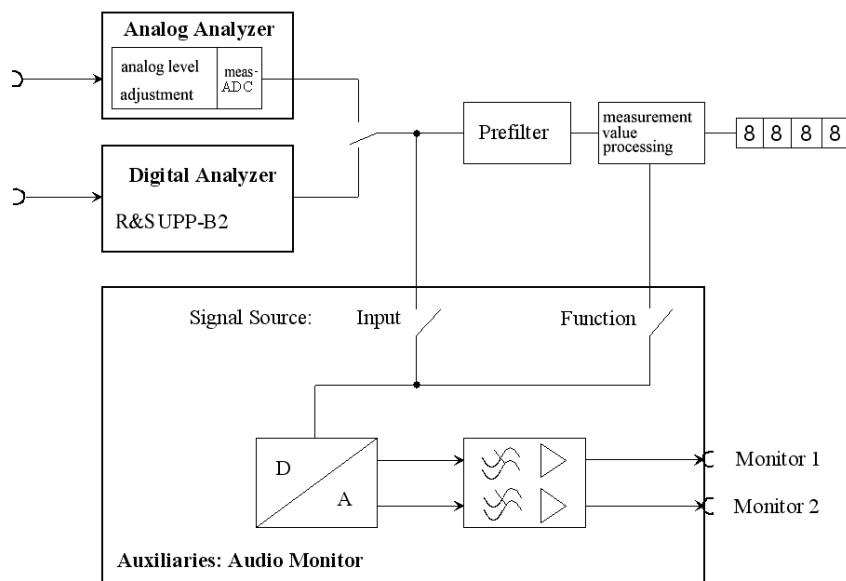 Analog Analyzer
analog level
adjustment
meas-
ADC
Digital Analyzer
R&SUPP-B2
Prefilter
measurement
value
processing
8 8 8 8
Signal Source: Input Function
D
A
Monitor 1
Monitor 2
Auxiliaries: Audio Monitor